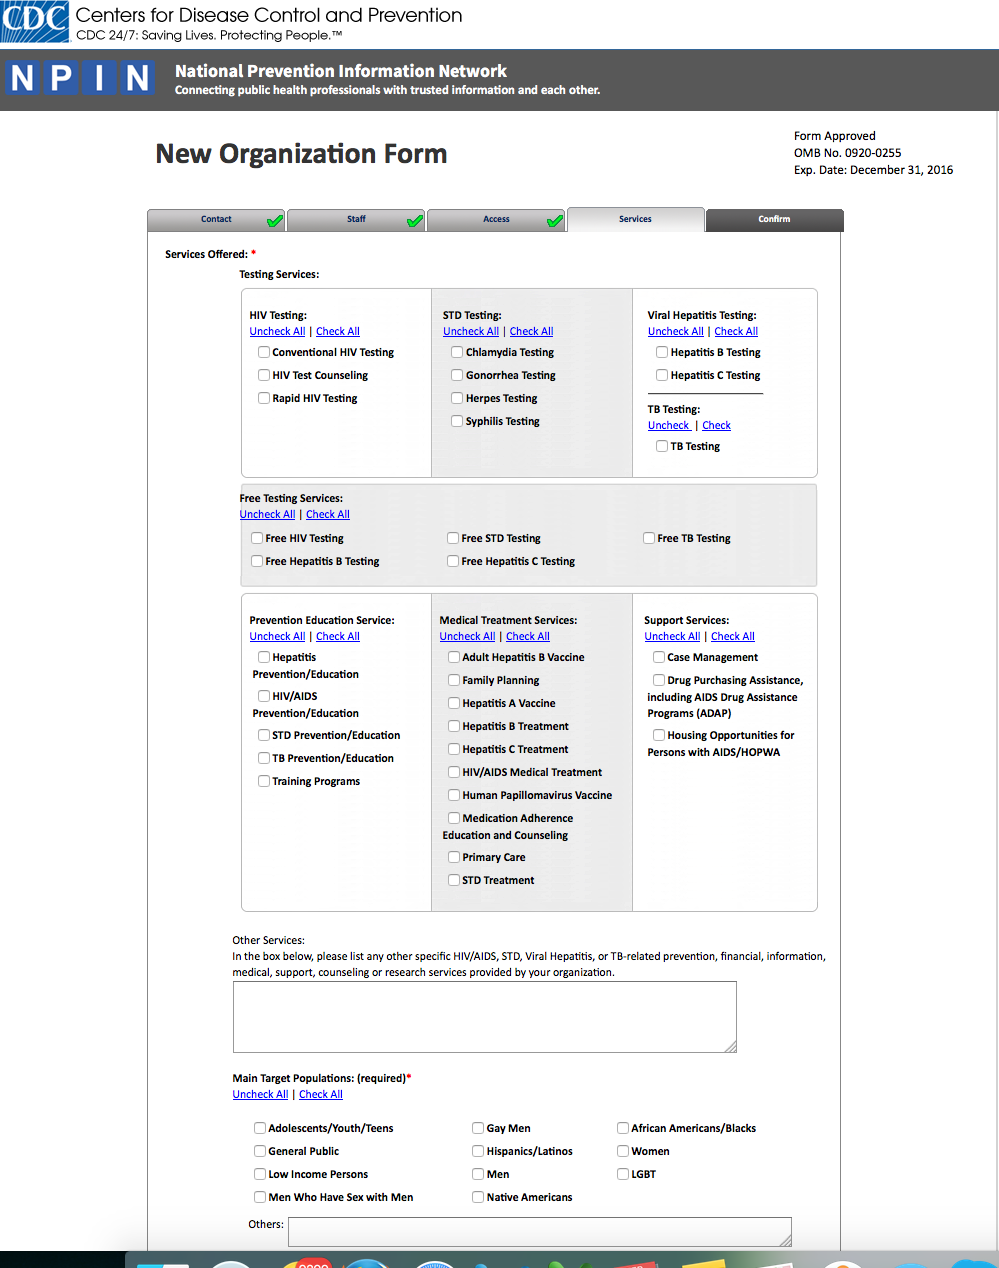 CDC Centers for Disease Control and Prevention
CDC 24/7: Saving Lives. Protecting People.™
NPIN National Prevention Information Network
Connecting public health professionals with trusted information and each other.
New Organization Form
Form Approved
OMB No. 0920-0255
Exp. Date: December 31, 2016
Contact Staff Access Services Confirm
Services Offered: *
Testing Services:
HIV Testing:
Uncheck All | Check All
Conventional HIV Testing
HIV Test Counseling
Rapid HIV Testing
STD Testing:
Uncheck All | Check All
Chlamydia Testing
Gonorrhea Testing
Herpes Testing
Syphilis Testing
Viral Hepatitis Testing:
Uncheck All | Check All
Hepatitis B Testing
Hepatitis C Testing
TB Testing:
Uncheck | Check
TB Testing
Free Testing Services:
Uncheck All | Check All
Free HIV Testing Free STD Testing Free TB Testing
Free Hepatitis B Testing Free Hepatitis C Testing
Prevention Education Service:
Uncheck All | Check All
Hepatitis
Prevention/Education
HIV/AIDS
Prevention/Education
STD Prevention/Education
TB Prevention/Education
Training Programs
Medical Treatment Services:
Uncheck All | Check All
Adult Hepatitis B Vaccine
Family Planning
Hepatitis A Vaccine
Hepatitis B Treatment
Hepatitis C Treatment
HIV/AIDS Medical Treatment
Human Papillomavirus Vaccine
Medication Adherence
Education and Counseling
Primary Care
STD Treatment
Support Services:
Uncheck All | Check All
Case Management
Drug Purchasing Assistance,
including AIDS Drug Assistance
Programs (ADAP)
Housing Opportunities for
Persons with AIDS/HOPWA
Other Services:
In the box below, please list any other specific HIV/AIDS, STD, Viral Hepatitis, or TB-related prevention, financial, information,
medical, support, counseling or research services provided by your organization.
Main Target Populations: (required)*
Uncheck All | Check All
Adolescents/Youth/Teens Gay Men African Americans/Blacks
General Public Hispanics/Latinos Women
Low Income Persons Men LGBT
Men Who Have Sex with Men Native Americans
Others: